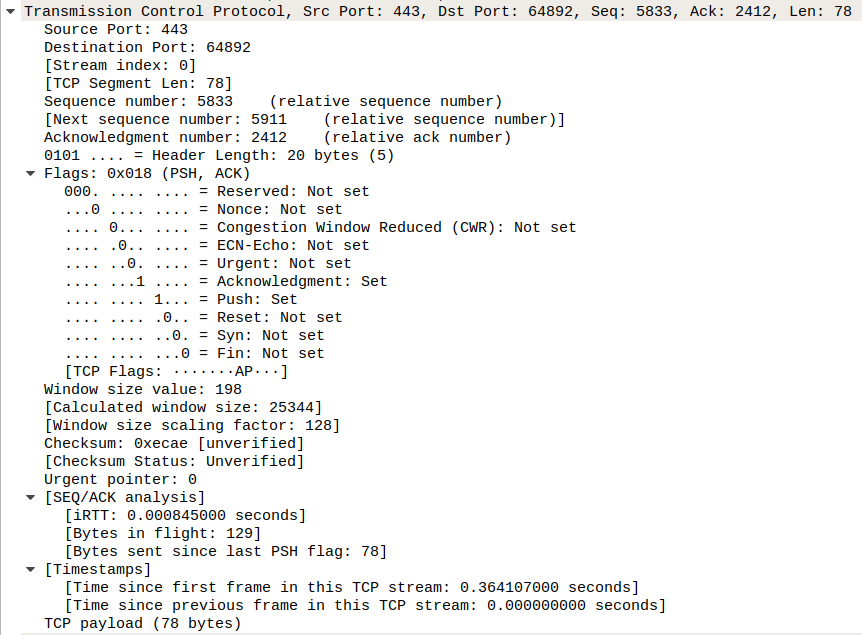 Transmission Control Protocol, Src Port: 443, Dst Port: 64892, Seq: 5833, Ack: 2412, Len: 78
Source Port: 443
Destination Port: 64892
[Stream index: 0]
[TCP Segment Len: 78]
Sequence number: 5833    (relative sequence number)
[Next sequence number: 5911    (relative sequence number)]
Acknowledgment number: 2412    (relative ack number)
0101 .... = Header Length: 20 bytes (5)
Flags: 0x018 (PSH, ACK)
000. .... .... = Reserved: Not set
...0 .... .... = Nonce: Not set
.... 0... .... = Congestion Window Reduced (CWR): Not set
.... .0.. .... = ECN-Echo: Not set
.... ..0. .... = Urgent: Not set
.... ...1 .... = Acknowledgment: Set
.... .... 1... = Push: Set
.... .... .0.. = Reset: Not set
.... .... ..0. = Syn: Not set
.... .... ...0 = Fin: Not set
[TCP Flags: ·······AP···]
Window size value: 198
[Calculated window size: 25344]
[Window size scaling factor: 128]
Checksum: 0xecae [unverified]
[Checksum Status: Unverified]
Urgent pointer: 0
[SEQ/ACK analysis]
[iRTT: 0.000845000 seconds]
[Bytes in flight: 129]
[Bytes sent since last PSH flag: 78]
[Timestamps]
[Time since first frame in this TCP stream: 0.364107000 seconds]
[Time since previous frame in this TCP stream: 0.000000000 seconds]
TCP payload (78 bytes)